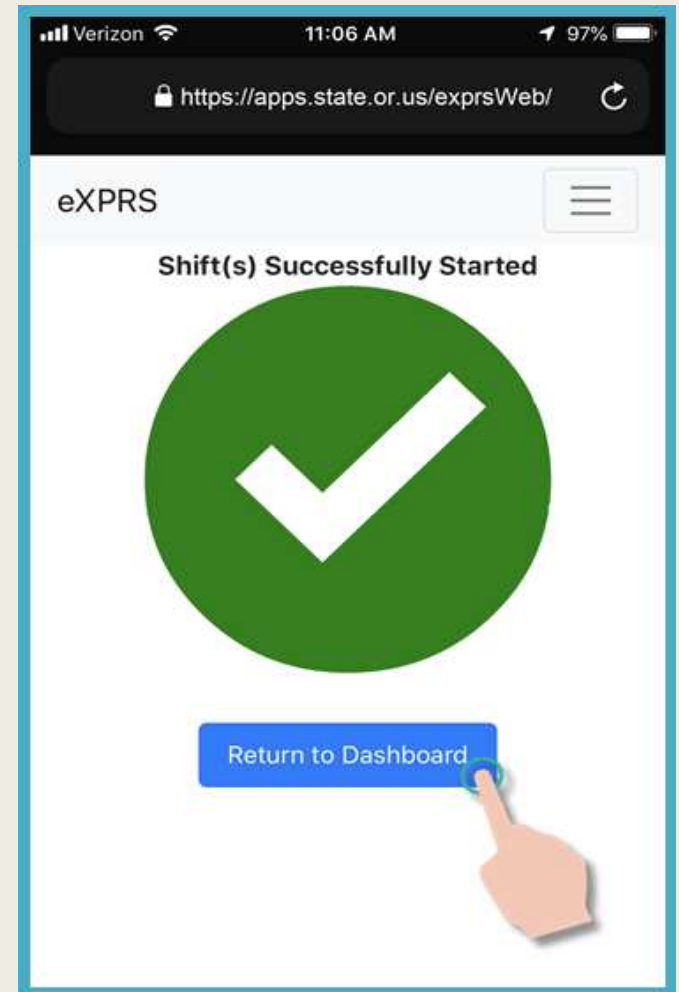 Verizon 11:06 AM 97%
https://apps.state.or.us/exprsWeb/
eXPRS
Shift(s) Successfully Started
Return to Dashboard